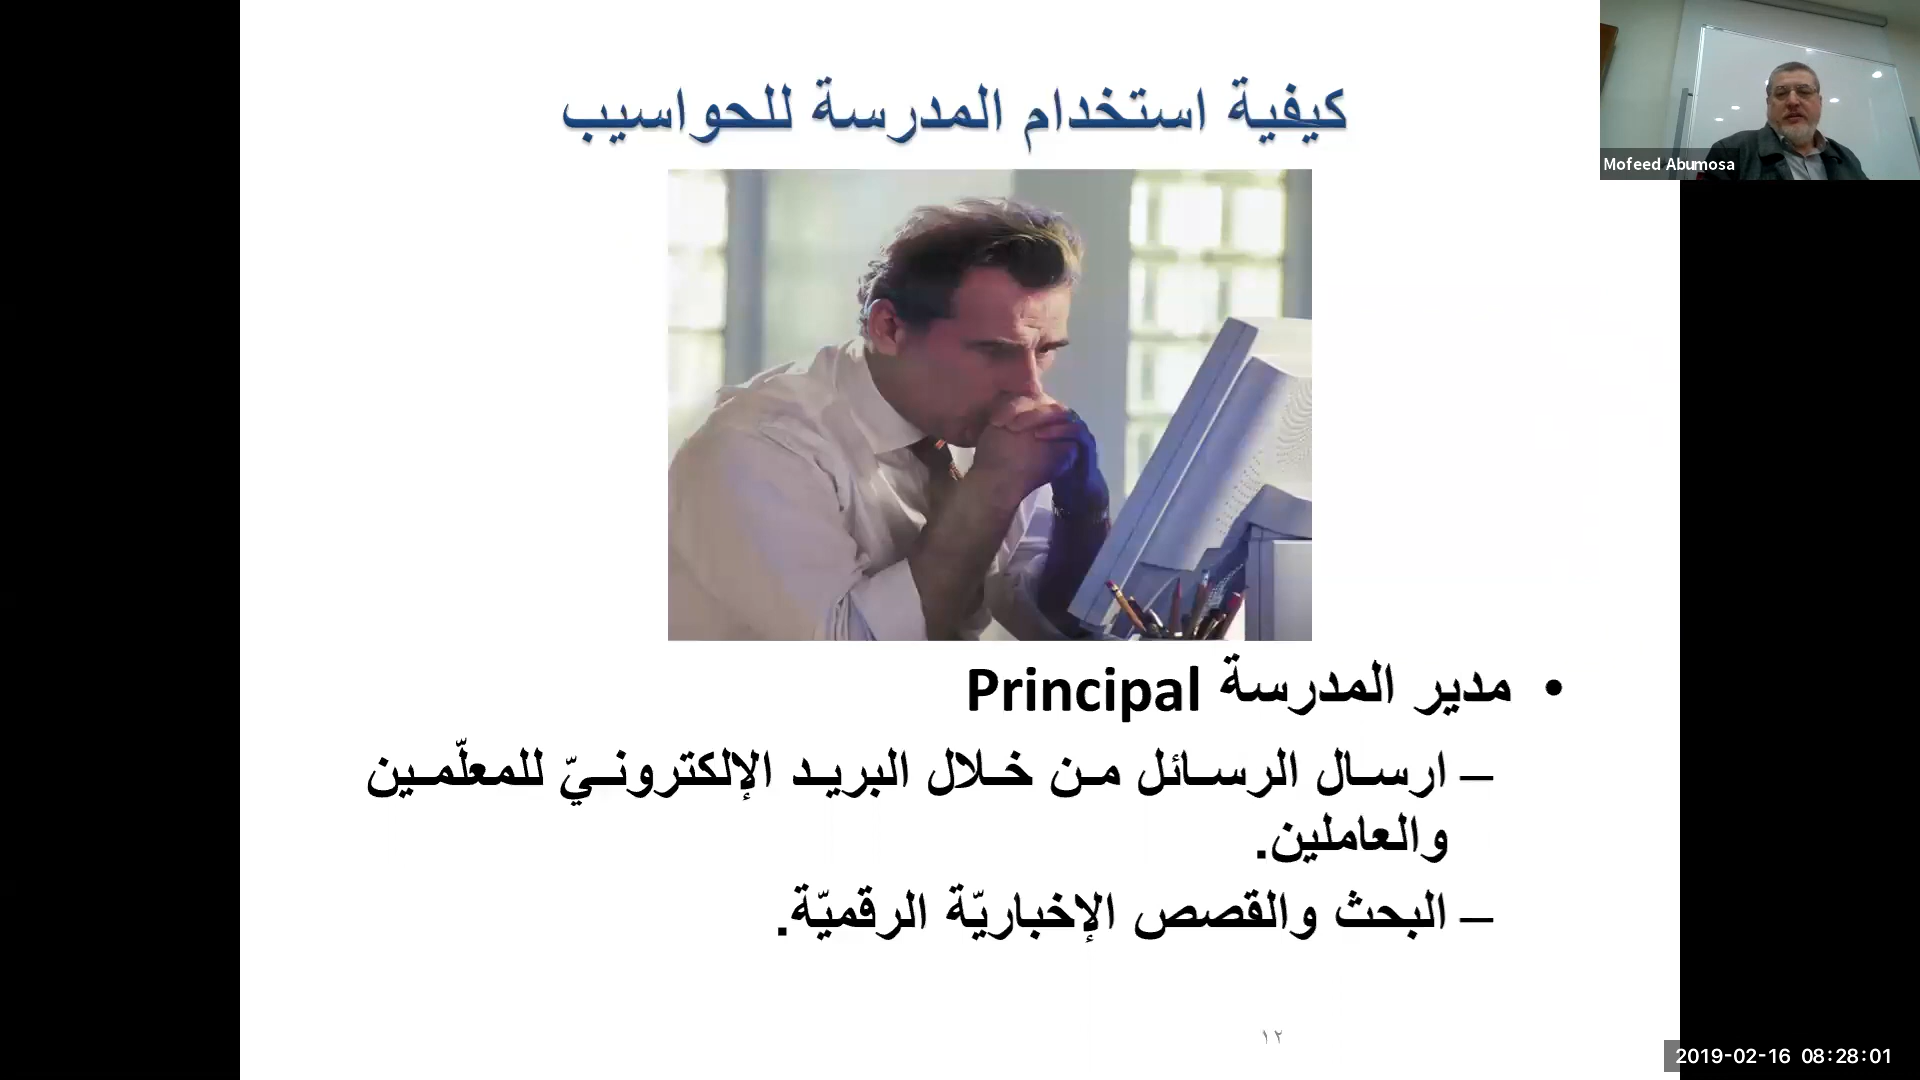 كيفية استخدام المدرسة للحواسيب
Mofeed Abumosa
• مدير المدرسة Principal
– ارسال الرسائل من خلال البريد الإلكترونيّ للمعلّمين
والعاملين.
– البحث والقصص الإخباريّة الرقميّة.
١٢
2019-02-16 08:28:01